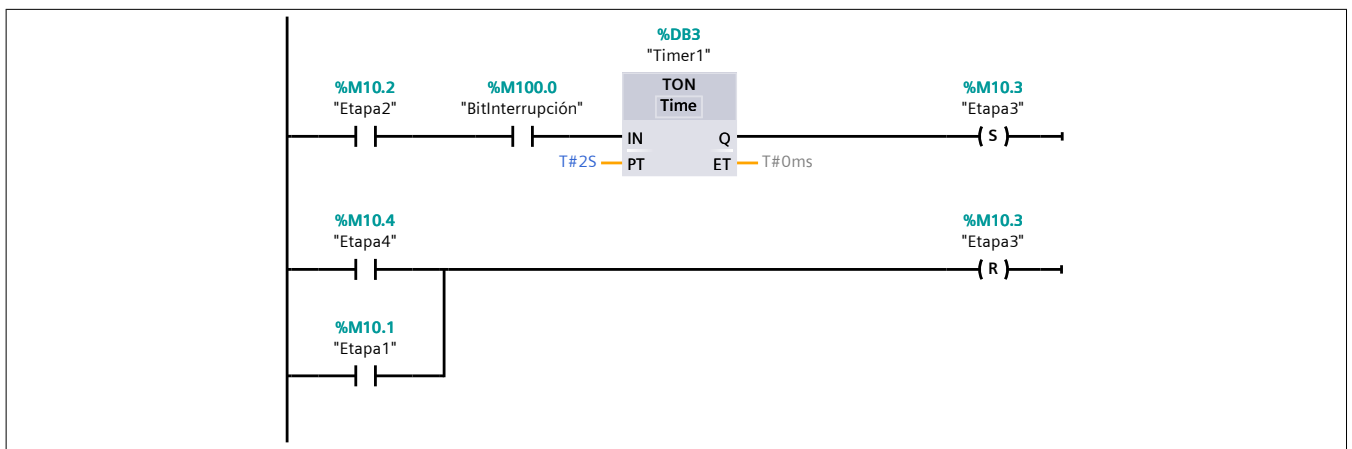 %DB3
"Timer1"
%M10.2 %M100.0 TON %M10.3
"Etapa2" "BitInterrupción" Time "Etapa3"
IN Q S
T#2S PT ET T#0ms
%M10.4 %M10.3
"Etapa4" "Etapa3"
R
%M10.1
"Etapa1"